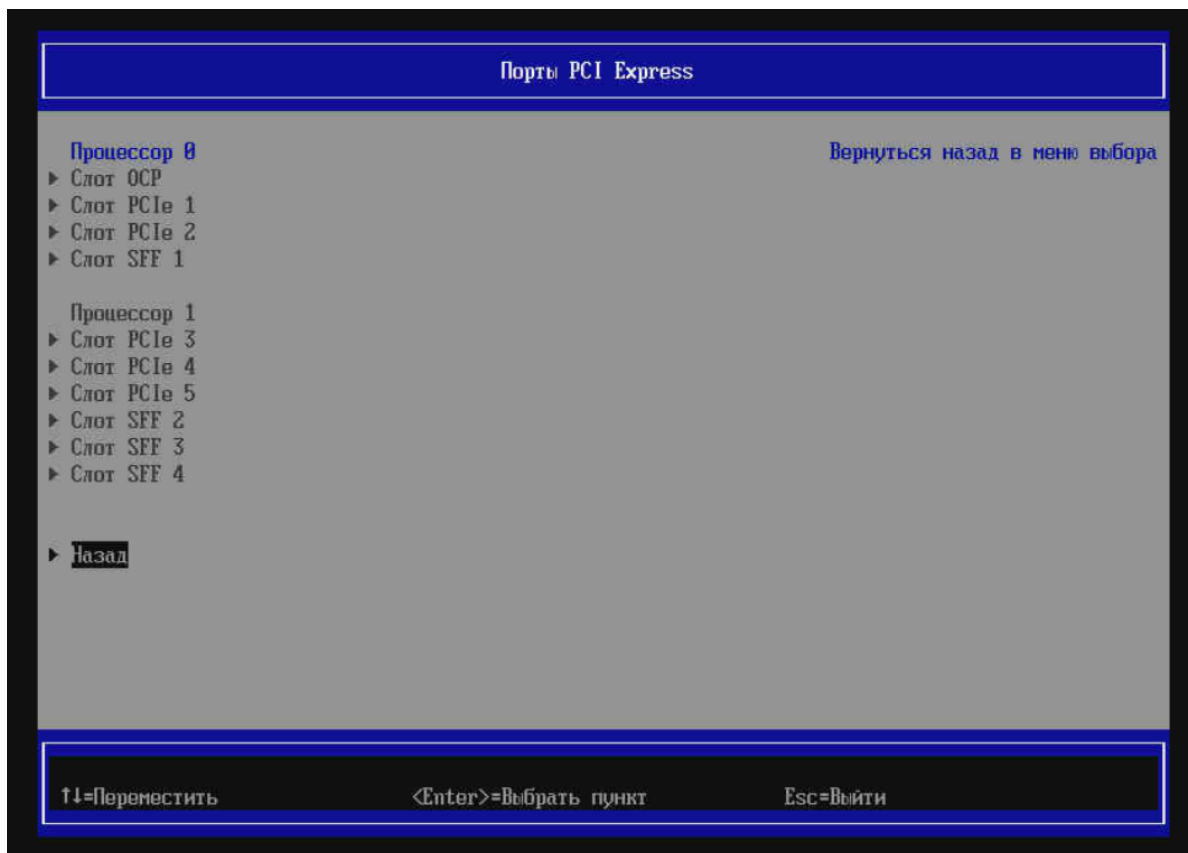 Порты PCI Express
Процессор 0
Вернуться назад в меню выбора
▶ Слот OCP
▶ Слот PCIe 1
▶ Слот PCIe 2
▶ Слот SFF 1
Процессор 1
▶ Слот PCIe 3
▶ Слот PCIe 4
▶ Слот PCIe 5
▶ Слот SFF 2
▶ Слот SFF 3
▶ Слот SFF 4
▶ Назад
↑↓=Переместить <Enter>=Выбрать пункт Esc=Выйти